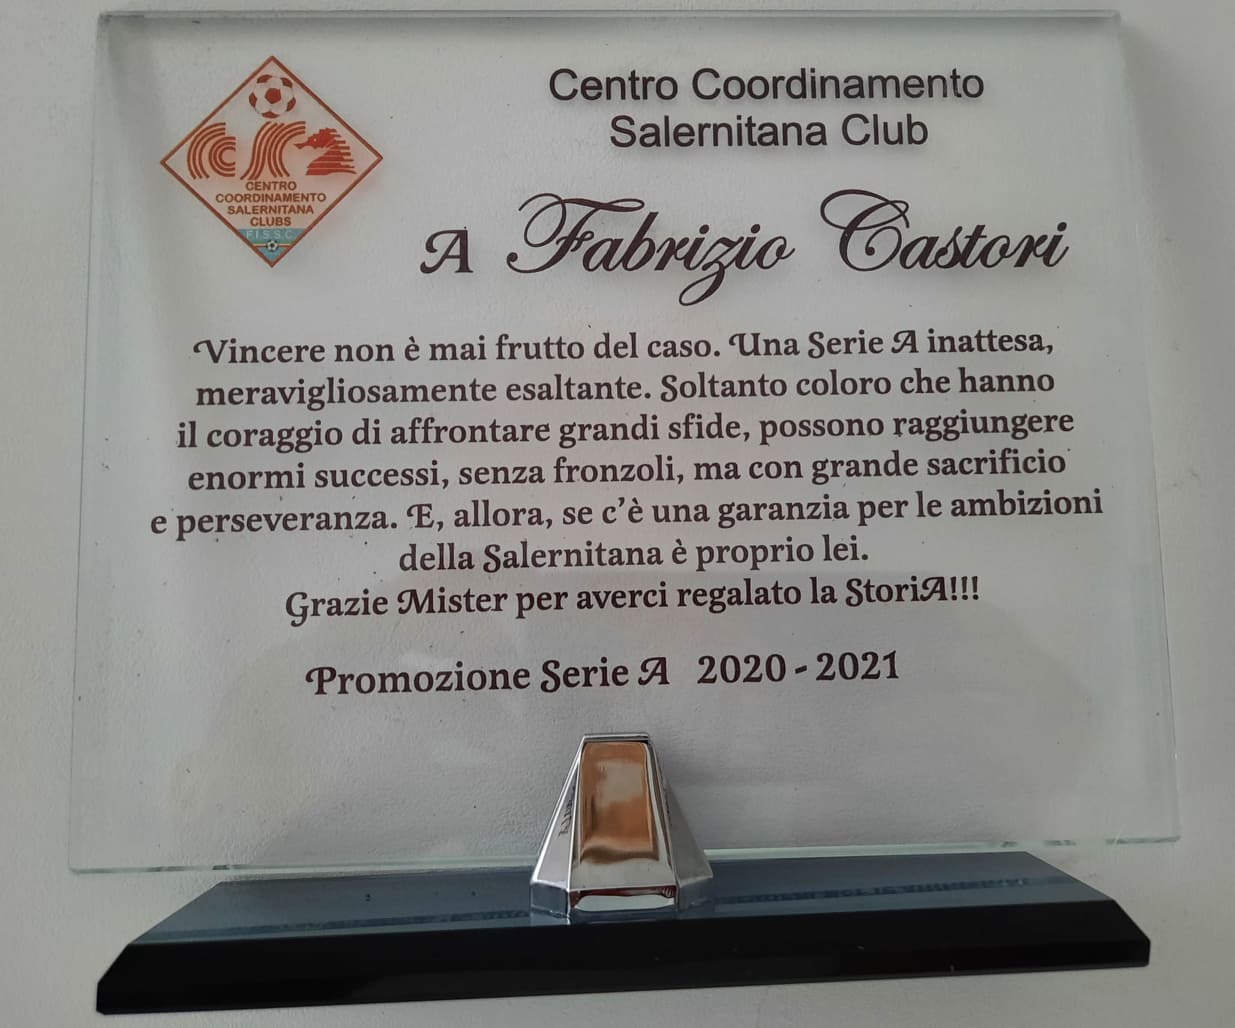 Centro Coordinamento
Salernitana Club
CCSC
CENTRO
COORDINAMENTO
SALERNITANA
CLUBS
F.I.S.S.C.
A Fabrizio Castori
Vincere non è mai frutto del caso. Una Serie A inattesa,
meravigliosamente esaltante. Soltanto coloro che hanno
il coraggio di affrontare grandi sfide, possono raggiungere
enormi successi, senza fronzoli, ma con grande sacrificio
e perseveranza. E, allora, se c’è una garanzia per le ambizioni
della Salernitana è proprio lei.
Grazie Mister per averci regalato la StoriA!!!
Promozione Serie A 2020 - 2021